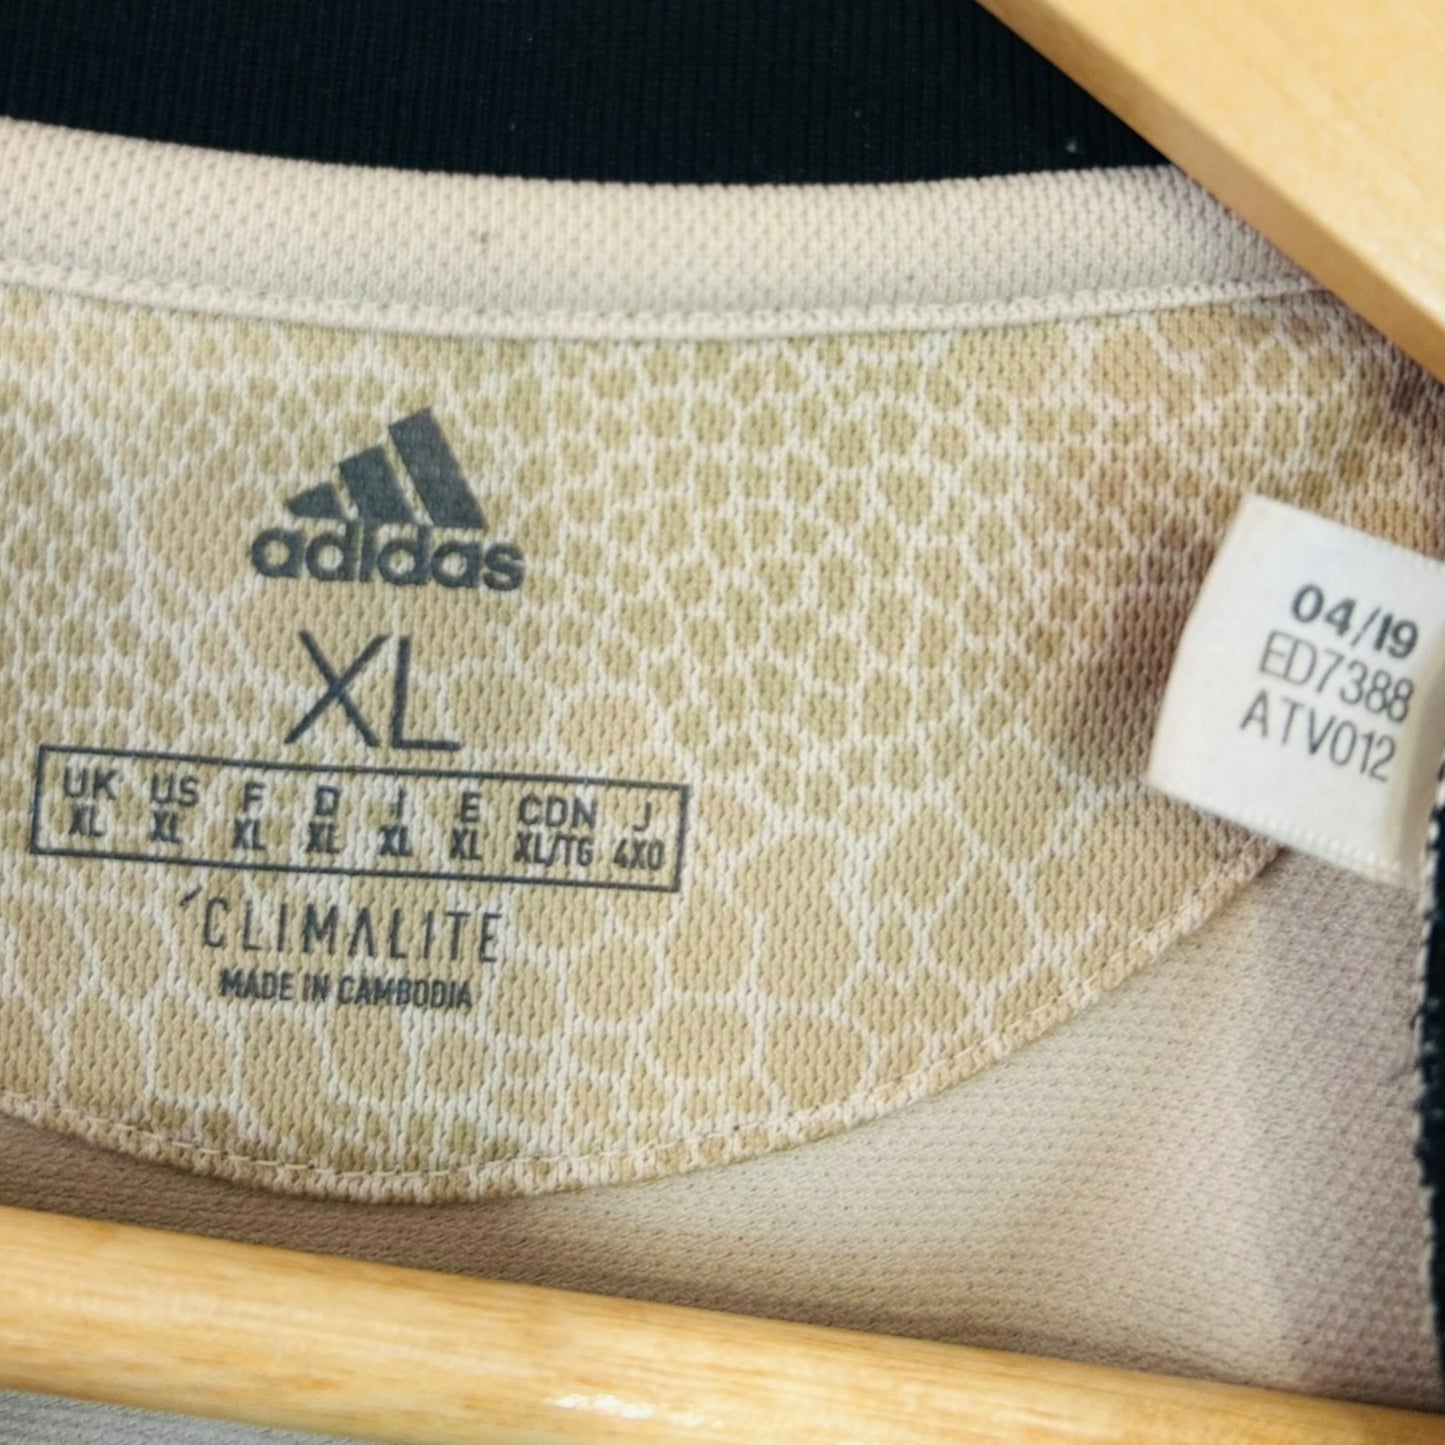 adidas
XL
UK US F D I E CDN J
XL XL XL XL XL XL XL/TG 4XO
CLIMALITE
MADE IN CAMBODIA
04/19
ED7388
ATV012